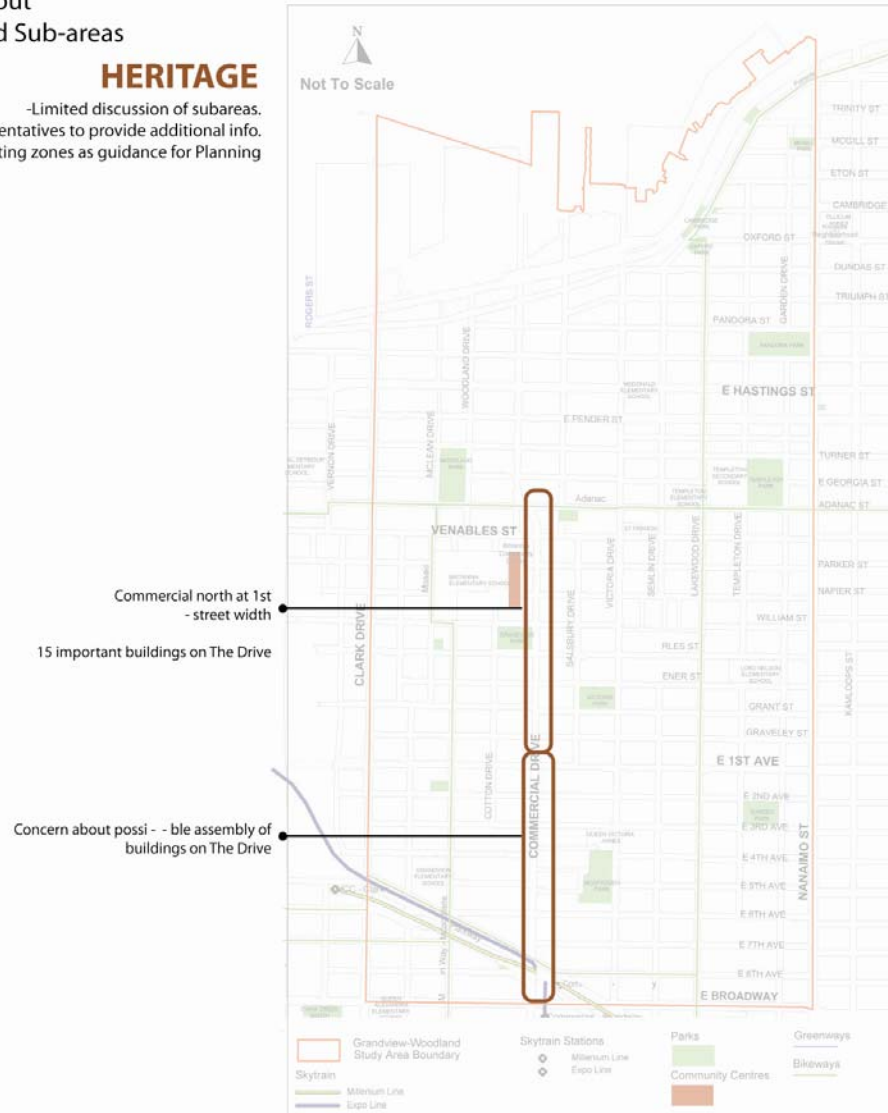 out
d Sub-areas
HERITAGE
-Limited discussion of subareas.
entatives to provide additional info.
ting zones as guidance for Planning
N
Not To Scale
TRINITY ST
MCGILL ST
ETON ST
CAMBRIDGE
OXFORD ST
DUNDAS ST
TRIUMPH ST
ROGERS ST
GARDEN DRIVE
PANDORA ST
WOODLAND DRIVE
E HASTINGS ST
E PENDER ST
MCLEAN DRIVE
VERNON DRIVE
TURNER ST
E GEORGIA ST
Adanac
ADANAC ST
VENABLES ST
VICTORIA DRIVE
SEMLIN DRIVE
LAKEWOOD DRIVE
TEMPLETON DRIVE
PARKER ST
NAPIER ST
Commercial north at 1st
- street width
WILLIAM ST
SALSBURY DRIVE
CLARK DRIVE
15 important buildings on The Drive
RLES ST
ENER ST
KAMLOOPS ST
GRANT ST
GRAVELEY ST
COMMERCIAL DRIVE
COTTON DRIVE
E 1ST AVE
E 2ND AVE
E 3RD AVE
Concern about possi - - ble assembly of
buildings on The Drive
NANAIMO ST
E 4TH AVE
E 5TH AVE
E 6TH AVE
E 7TH AVE
E 8TH AVE
E BROADWAY
Grandview-Woodland
Study Area Boundary
Skytrain
Millenium Line
Expo Line
Skytrain Stations
Millenium Line
Expo Line
Parks
Community Centres
Greenways
Bikeways